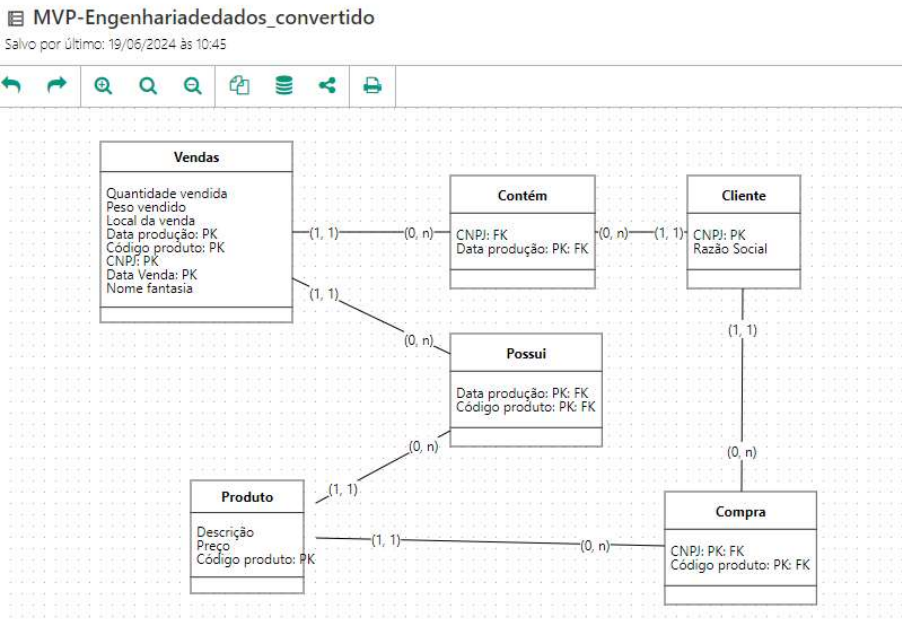 MVP-Engenhariadedados_convertido
Salvo por último: 19/06/2024 às 10:45
Vendas
Quantidade vendida
Peso vendido
Local da venda
Data produção: PK
Código produto: PK
CNPJ: PK
Data Venda: PK
Nome fantasia
(1, 1)
(0, n)
Contém
CNPJ: FK
Data produção: PK: FK
(0, n)
(1, 1)
Cliente
CNPJ: PK
Razão Social
(1, 1)
(0, n)
Possui
Data produção: PK: FK
Código produto: PK: FK
(1, 1)
(0, n)
(0, n)
(1, 1)
Produto
Descrição
Preço
Código produto: PK
(1, 1)
(0, n)
Compra
CNPJ: PK: FK
Código produto: PK: FK